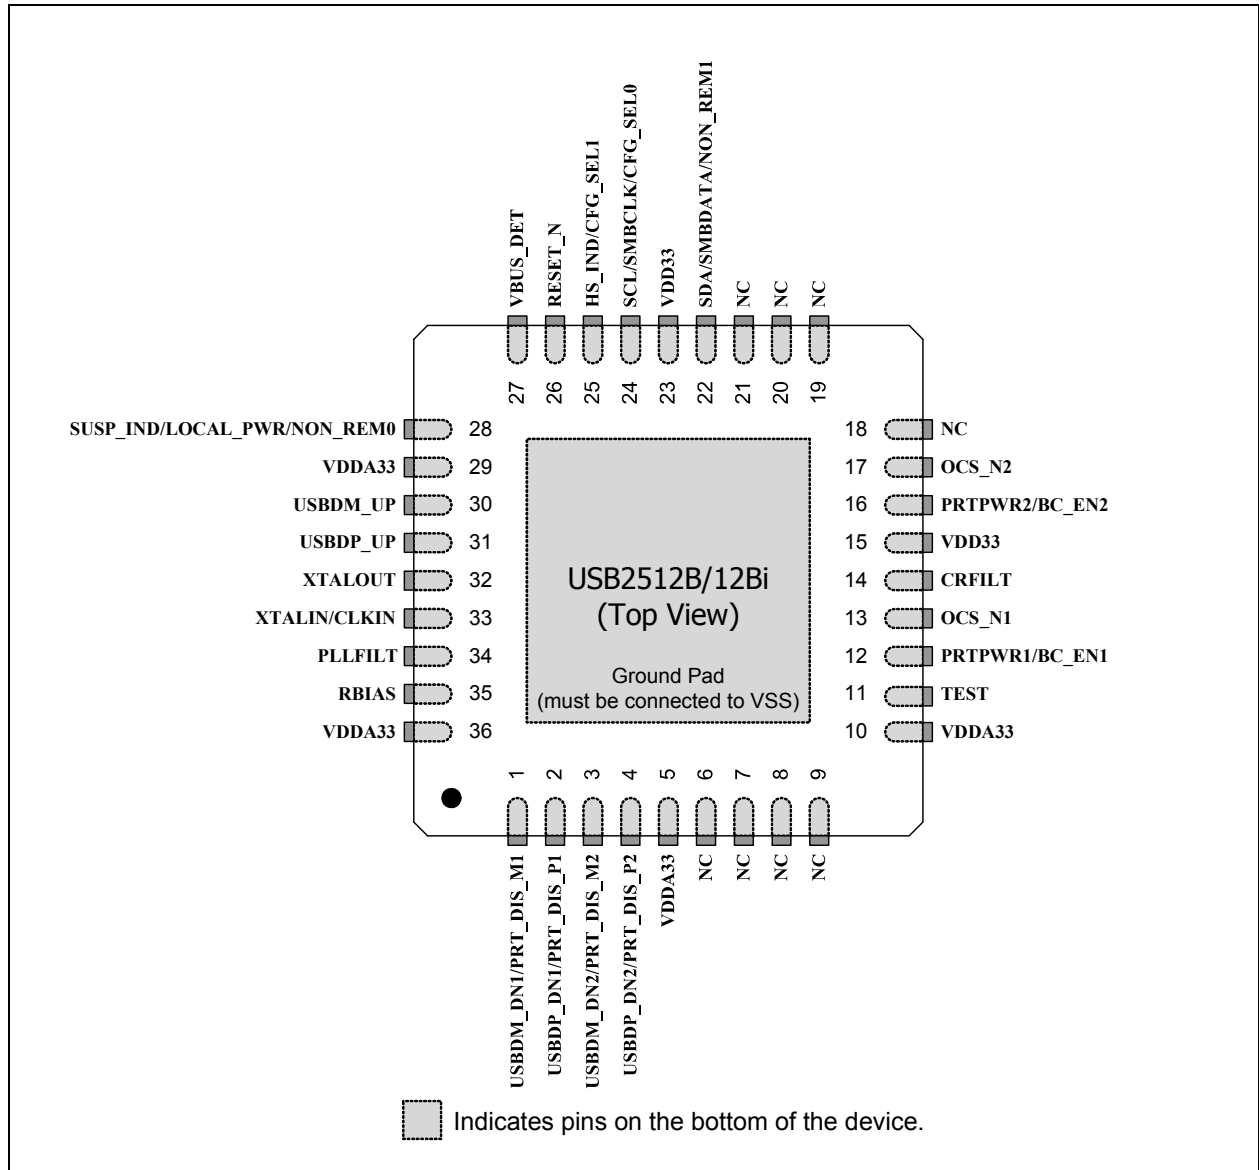 VBUS_DET
RESET_N
HS_IND/CFG_SEL1
SCL/SMBCLK/CFG_SEL0
VDD33
SDA/SMBDATA/NON_REM1
NC
NC
NC
27
26
25
24
23
22
21
20
19
SUSP_IND/LOCAL_PWR/NON_REM0 28
VDDA33 29
USBDM_UP 30
USBDP_UP 31
XTALOUT 32
XTALIN/CLKIN 33
PLLFILT 34
RBIAS 35
VDDA33 36
USB2512B/12Bi
(Top View)
Ground Pad
(must be connected to VSS)
18 NC
17 OCS_N2
16 PRTPWR2/BC_EN2
15 VDD33
14 CRFILT
13 OCS_N1
12 PRTPWR1/BC_EN1
11 TEST
10 VDDA33
1
2
3
4
5
6
7
8
9
USBDM_DN1/PRT_DIS_M1
USBDP_DN1/PRT_DIS_P1
USBDM_DN2/PRT_DIS_M2
USBDP_DN2/PRT_DIS_P2
VDDA33
NC
NC
NC
NC
Indicates pins on the bottom of the device.